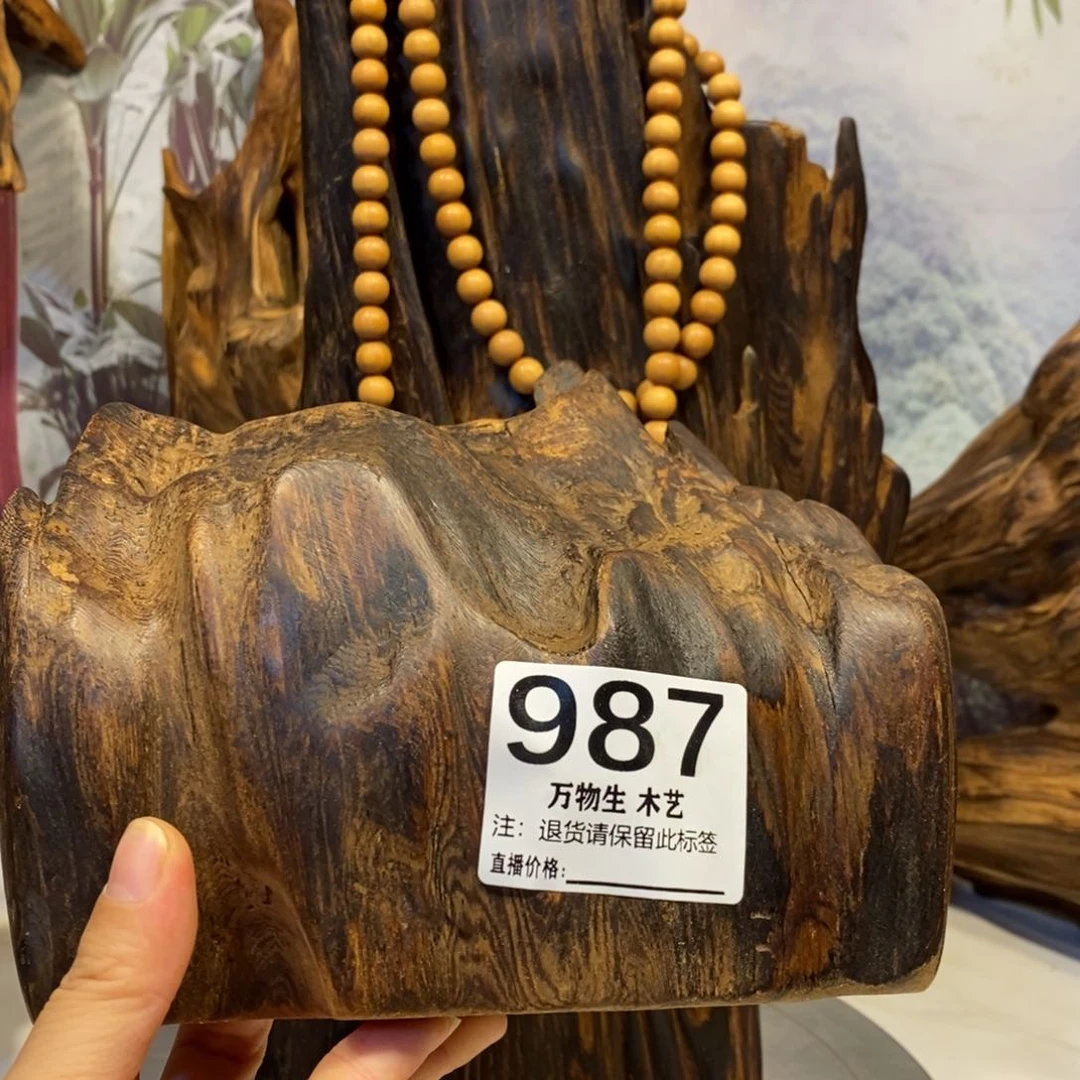 987
万物生 木艺
注：退货请保留此标签
直播价格: